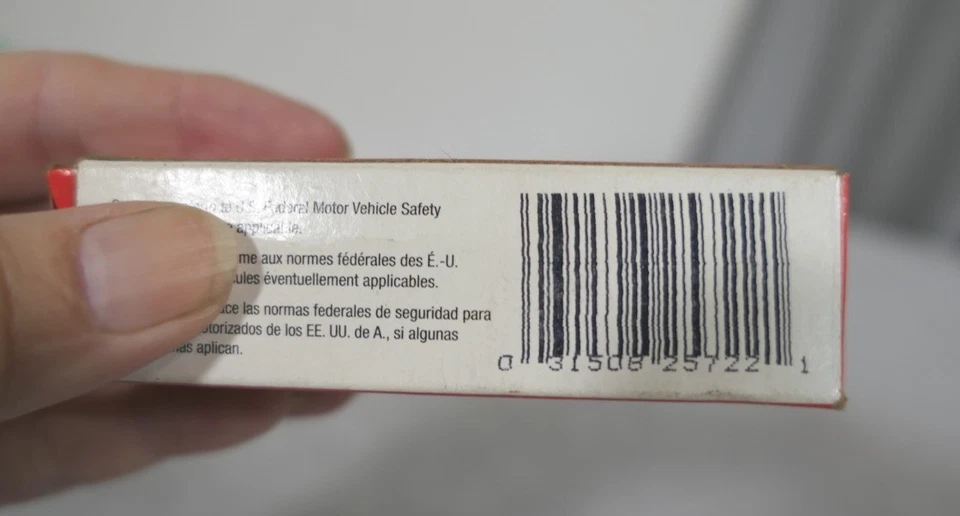 Federal Motor Vehicle Safety
applicable.
me aux normes fédérales des É.-U.
ules éventuellement applicables.
ce las normas federales de seguridad para
otorizados de los EE. UU. de A., si algunas
as aplican.
0 31508 25722 1